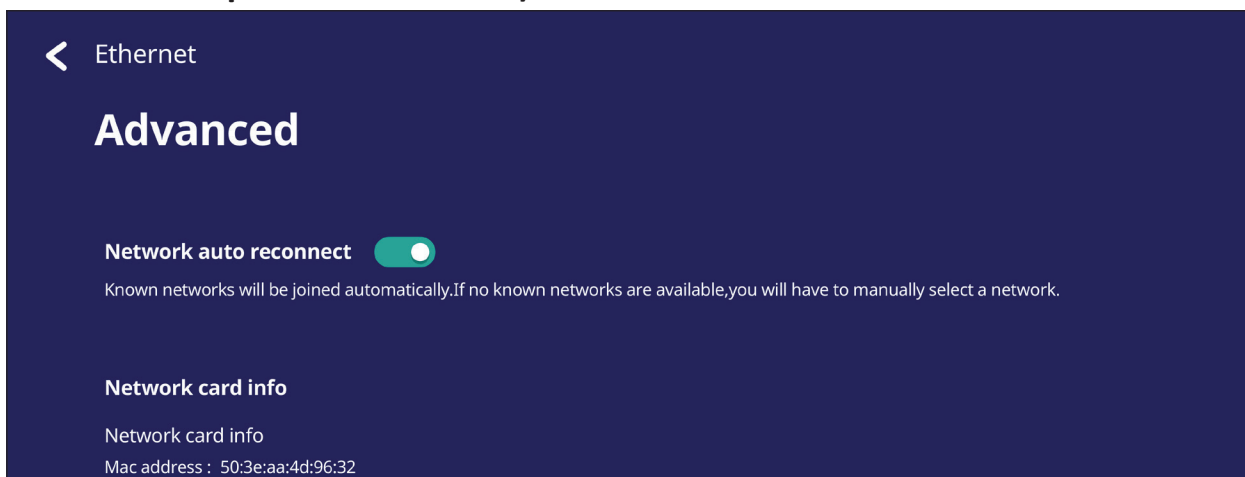 Ethernet
Advanced
Network auto reconnect
Known networks will be joined automatically.If no known networks are available,you will have to manually select a network.
Network card info
Network card info
Mac address : 50:3e:aa:4d:96:32